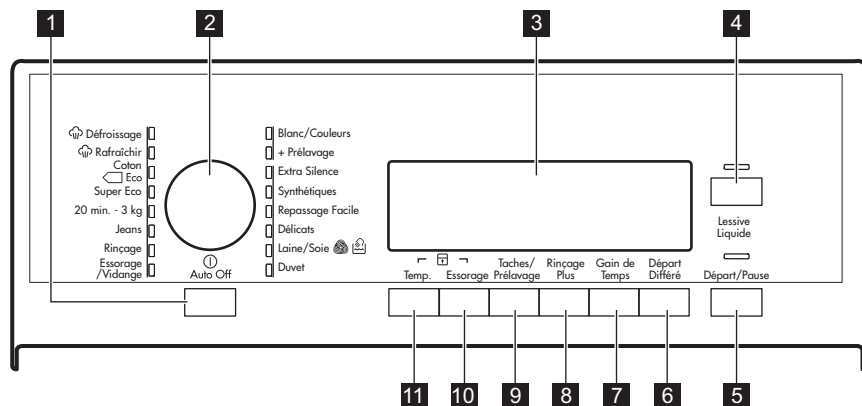 1
2
3
4
Défroissage
Rafraîchir
Coton
Eco
Super Eco
20 min. - 3 kg
Jeans
Rinçage
Essorage
/Vidange
Auto Off
Blanc/Couleurs
+ Prélavage
Extra Silence
Synthétiques
Repassage Facile
Délicats
Laine/Soie
Duvet
Temp.
Essorage
Taches/
Prélavage
Rinçage
Plus
Gain de
Temps
Départ
Différé
Lessive
Liquide
Départ/Pause
11
10
9
8
7
6
5